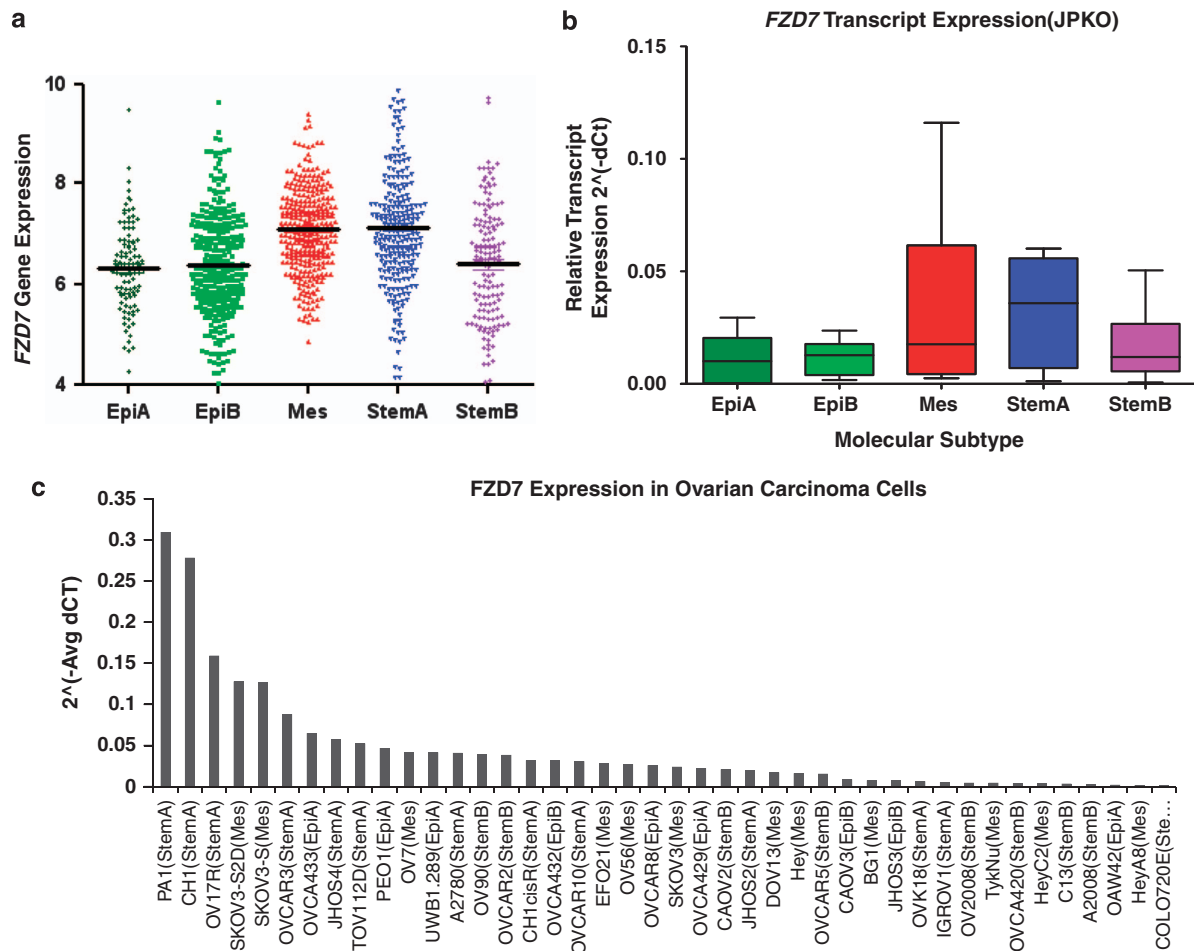 a
FZD7 Gene Expression
10
8
6
4
EpiA EpiB Mes StemA StemB
b
FZD7 Transcript Expression(JPKO)
Relative Transcript
Expression 2^(-dCt)
0.15
0.10
0.05
0.00
EpiA EpiB Mes StemA StemB
Molecular Subtype
c
FZD7 Expression in Ovarian Carcinoma Cells
2^(-Avg dCT)
0.35
0.3
0.25
0.2
0.15
0.1
0.05
0
PA1(StemA)
CH1(StemA)
OV17R(StemA)
SKOV3-S2D(Mes)
SKOV3-S(Mes)
OVCAR3(StemA)
OVCA433(EpiA)
JHOS4(StemA)
TOV112D(StemA)
PEO1(EpiA)
OV7(Mes)
UWB1.289(EpiA)
A2780(StemA)
OV90(StemB)
OVCAR2(StemB)
CH1cisR(StemA)
OVCA432(EpiB)
OVCAR10(StemA)
EFO21(Mes)
OV56(Mes)
OVCAR8(EpiA)
SKOV3(Mes)
OVCA429(EpiA)
CAOV2(StemB)
JHOS2(StemA)
DOV13(Mes)
Hey(Mes)
OVCAR5(StemB)
CAOV3(EpiB)
BG1(Mes)
JHOS3(EpiB)
OVK18(StemA)
IGROV1(StemA)
OV2008(StemB)
TykNu(Mes)
OVCA420(StemB)
HeyC2(Mes)
C13(StemB)
A2008(StemB)
OAW42(EpiA)
HeyA8(Mes)
COLO720E(Ste…